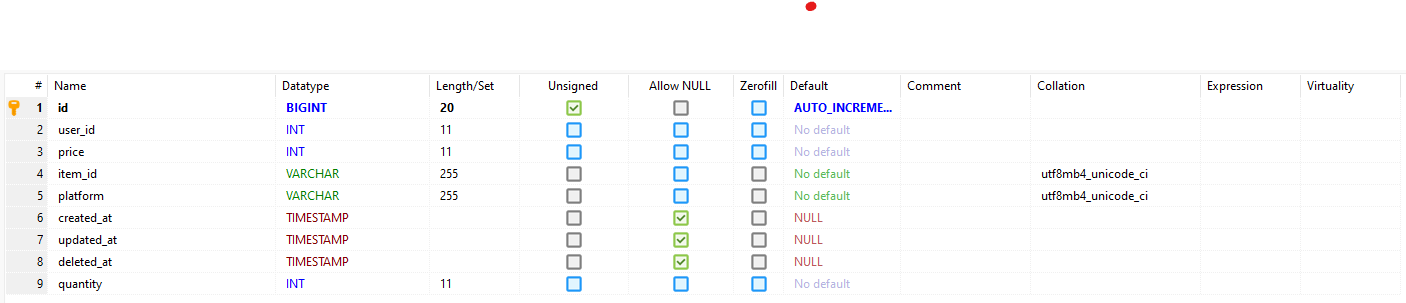 # Name Datatype Length/Set Unsigned Allow NULL Zerofill Default Comment Collation Expression Virtuality
1 id BIGINT 20 AUTO_INCREME...
2 user_id INT 11 No default
3 price INT 11 No default
4 item_id VARCHAR 255 No default utf8mb4_unicode_ci
5 platform VARCHAR 255 No default utf8mb4_unicode_ci
6 created_at TIMESTAMP NULL
7 updated_at TIMESTAMP NULL
8 deleted_at TIMESTAMP NULL
9 quantity INT 11 No default